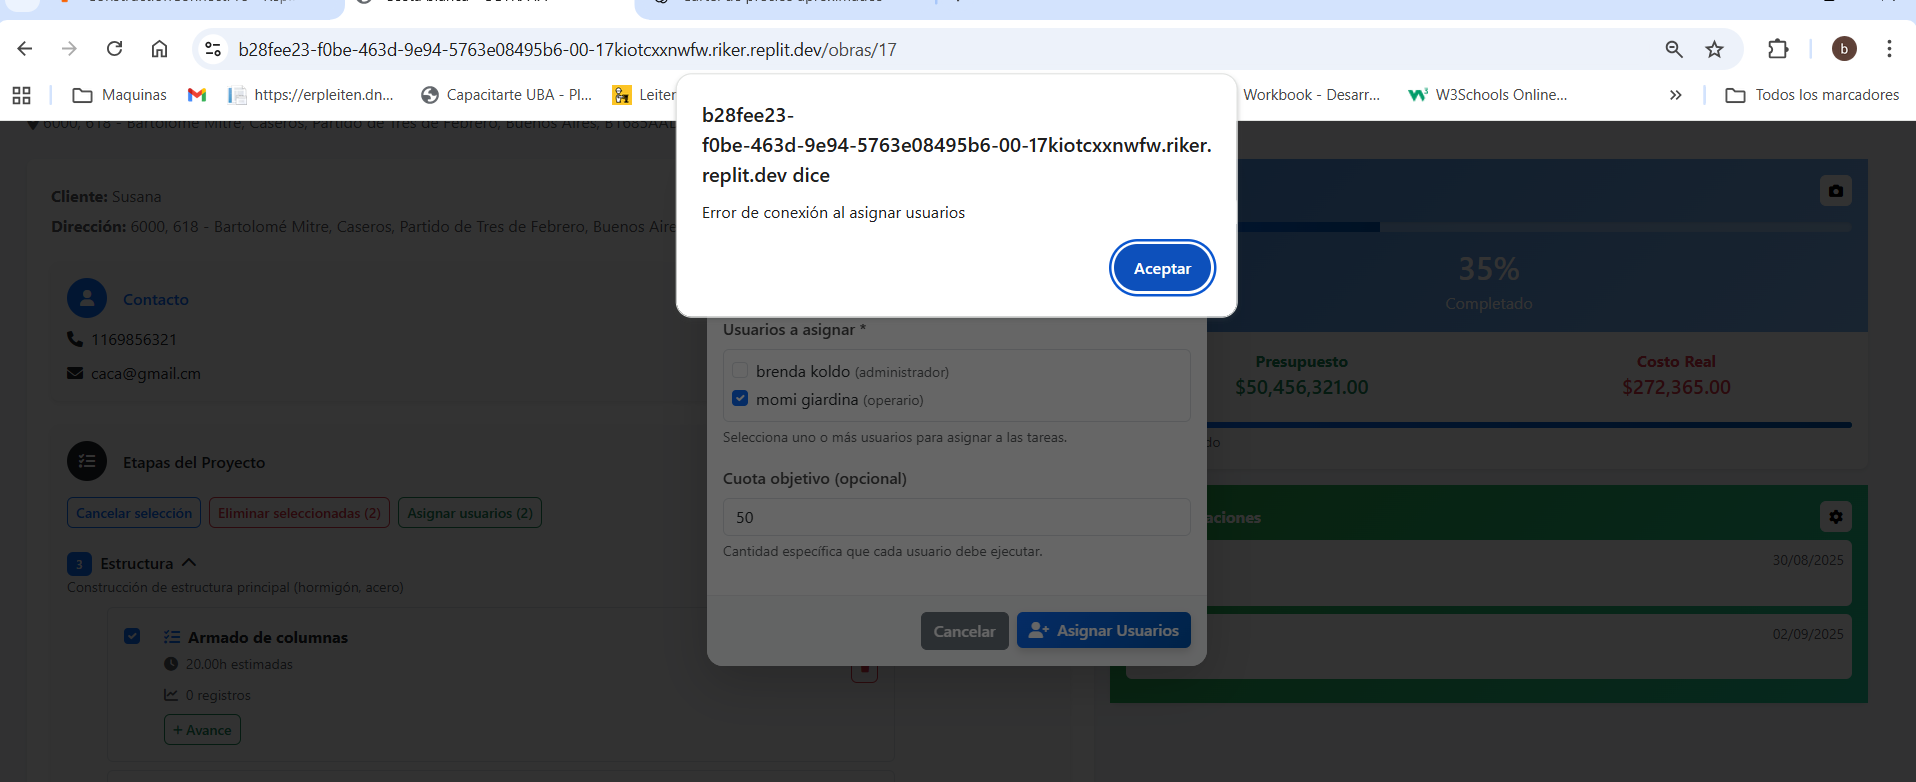 b28fee23-f0be-463d-9e94-5763e08495b6-00-17kiotcxxnwfw.riker.replit.dev/obras/17
b
Maquinas
https://erpleiten.dn...
Capacitarte UBA - Pl...
Leiten
Workbook - Desarr...
W3Schools Online...
»
Todos los marcadores
b28fee23-
f0be-463d-9e94-5763e08495b6-00-17kiotcxxnwfw.riker.
replit.dev dice
Error de conexión al asignar usuarios
Aceptar
6000, 618 - Bartolomé Mitre, Caseros, Partido de Tres de Febrero, Buenos Aires,
Cliente: Susana
Dirección: 6000, 618 - Bartolomé Mitre, Caseros, Partido de Tres de Febrero, Buenos Aire
Contacto
1169856321
caca@gmail.cm
Etapas del Proyecto
Cancelar selección
Eliminar seleccionadas (2)
Asignar usuarios (2)
3 Estructura
Construcción de estructura principal (hormigón, acero)
Armado de columnas
20.00h estimadas
0 registros
+ Avance
Usuarios a asignar *
brenda koldo (administrador)
momi giardina (operario)
Selecciona uno o más usuarios para asignar a las tareas.
Cuota objetivo (opcional)
50
Cantidad específica que cada usuario debe ejecutar.
Cancelar
Asignar Usuarios
35%
Completado
Presupuesto
$50,456,321.00
Costo Real
$272,365.00
do
aciones
30/08/2025
02/09/2025